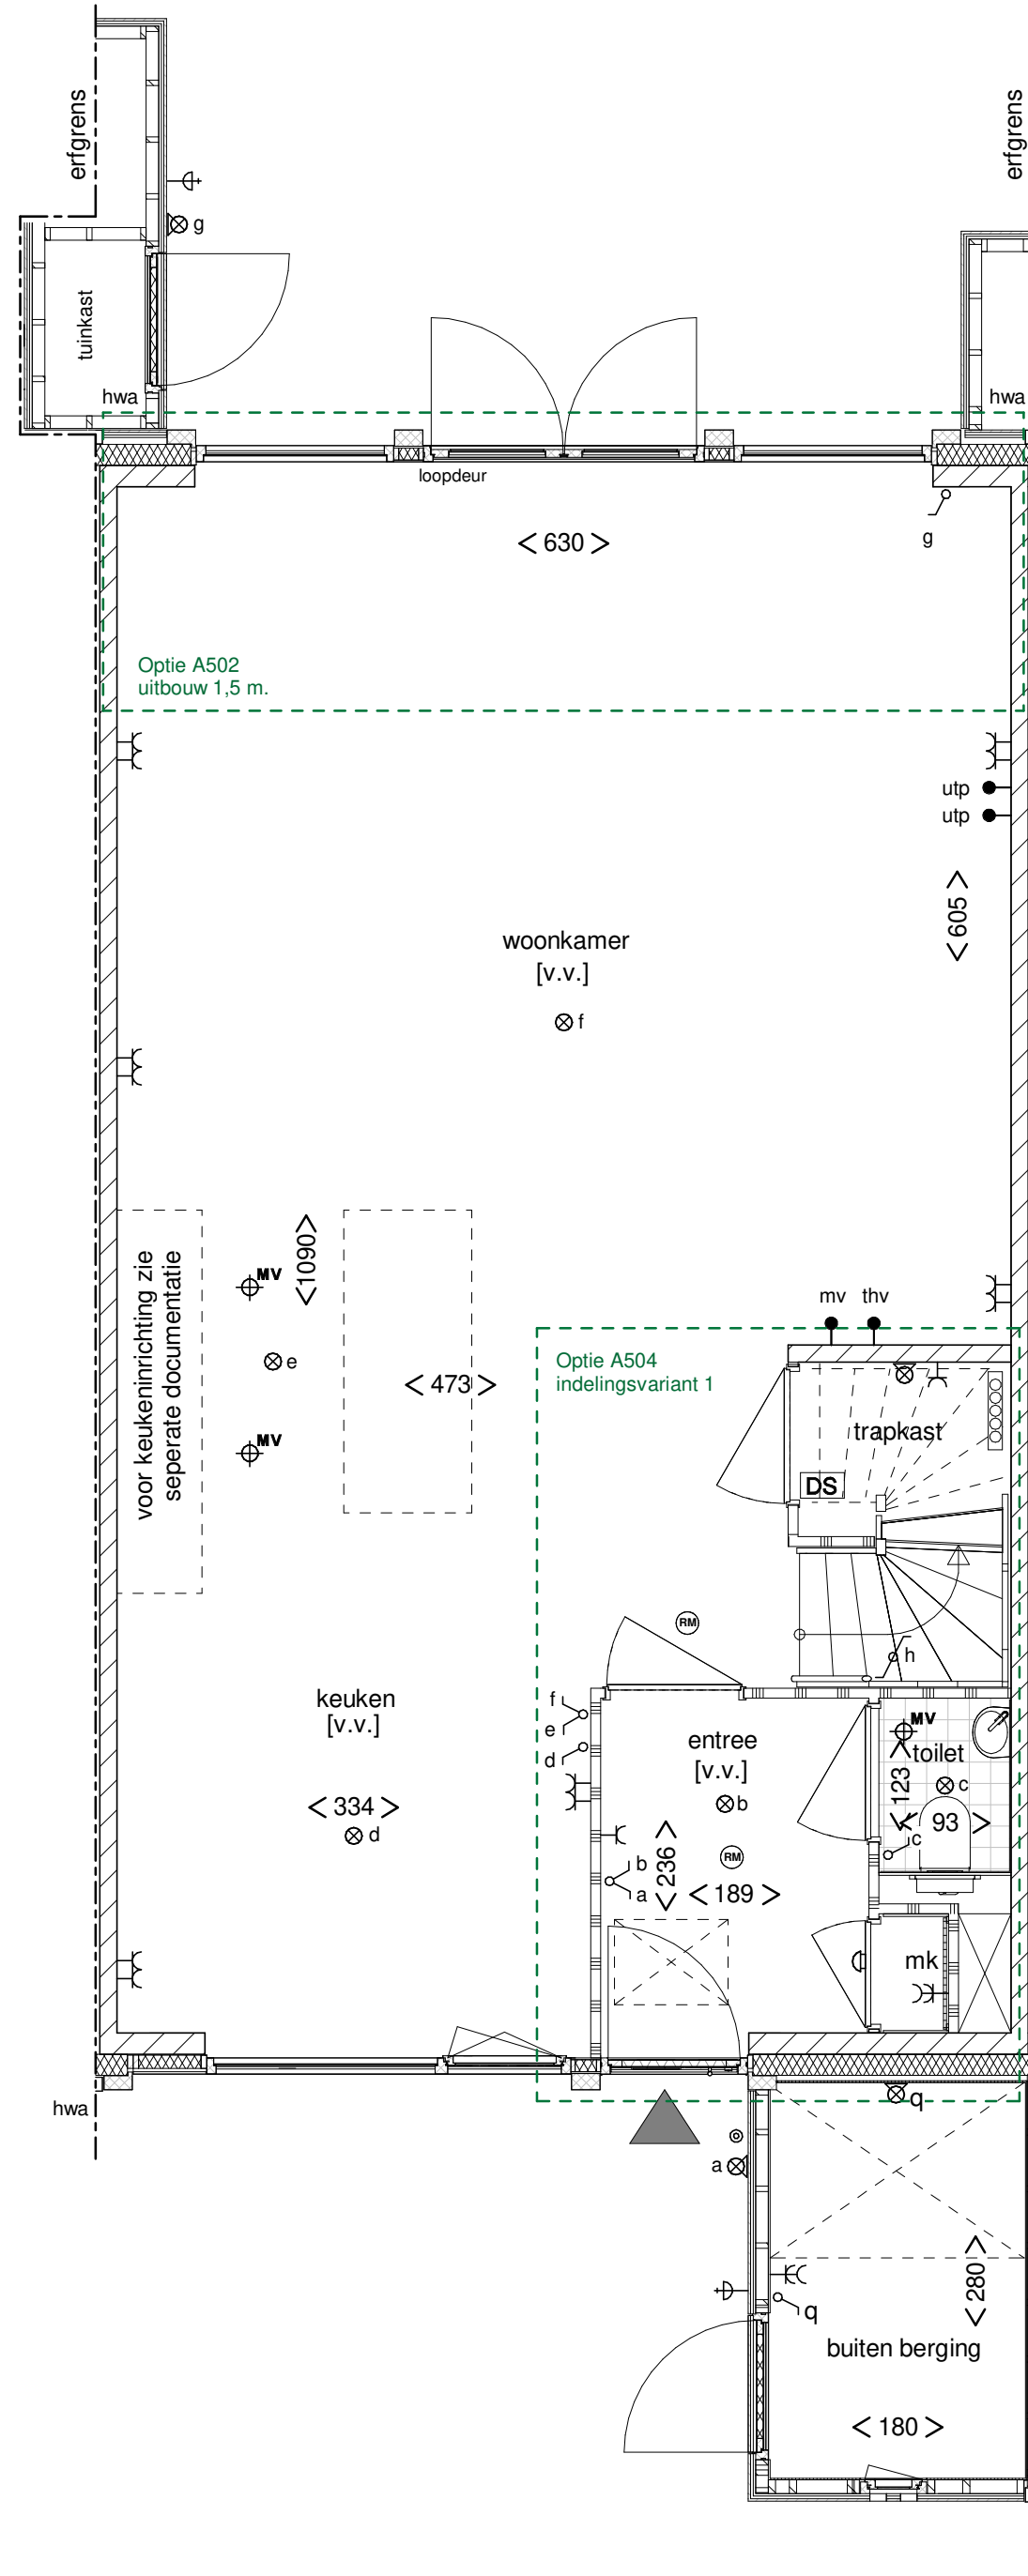 erfgrens
erfgrens
g
tuinkast
hwa
hwa
loopdeur
g
< 630 >
Optie A502
uitbouw 1,5 m.
utp
utp
< 605 >
woonkamer
[v.v.]
f
< 1090 >
MV
e
MV
voor keukeninrichting zie
seperate documentatie
< 473 >
mv
thv
Optie A504
indelingsvariant 1
trapkast
DS
h
RM
f
e
d
keuken
[v.v.]
< 334 >
d
entree
[v.v.]
b
RM
b
a
< 236 >
< 189 >
MV
toilet
c
< 123 >
< 93 >
c
mk
hwa
q
a
q
< 280 >
buiten berging
< 180 >